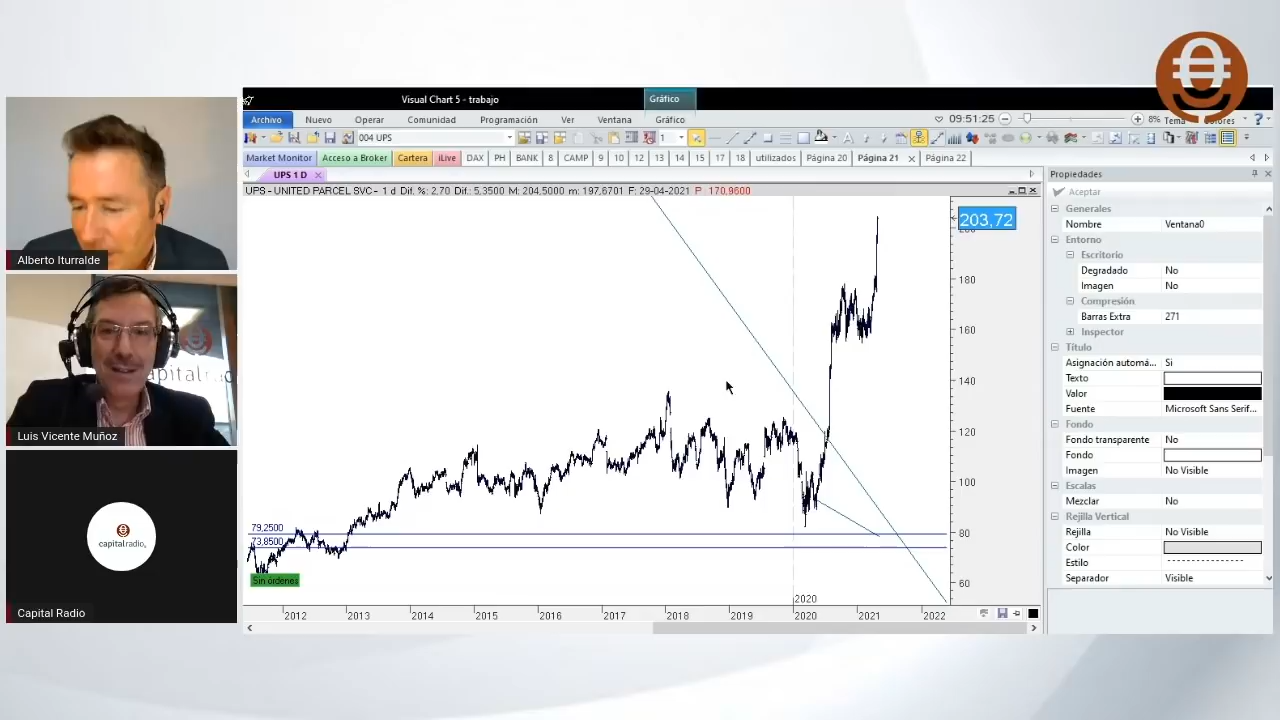 Visual Chart 5 - trabajo
Gráfico
Archivo Nuevo Operar Comunidad Programación Ver Ventana Gráfico
09:51:25
8% Tema
004 UPS
1
Market Monitor Acceso a Broker Cartera iLive DAX PH BANK 8 CAMP 9 10 12 13 14 15 17 18 utilizados Página 20 Página 21 Página 22
UPS 1 D
UPS - UNITED PARCEL SVC - 1 d Dif. %: 2,70 Dif.: 5,3500 M: 204,5000 m: 197,6701 F: 29-04-2021 P 170,9600
203,72
200
180
160
140
120
100
80
60
79,2500
73,8500
Sin órdenes
2020
2012 2013 2014 2015 2016 2017 2018 2019 2020 2021 2022
Propiedades
Aceptar
Generales
Nombre Ventana0
Entorno
Escritorio
Degradado No
Imagen No
Compresión
Barras Extra 271
Inspector
Título
Asignación automá... Si
Texto
Valor
Fuente Microsoft Sans Serif...
Fondo
Fondo transparente No
Fondo
Imagen No Visible
Escalas
Mezclar No
Rejilla Vertical
Rejilla No Visible
Color
Estilo
Separador Visible
Alberto Iturralde
capitalra
Luis Vicente Muñoz
capitalradio
Capital Radio